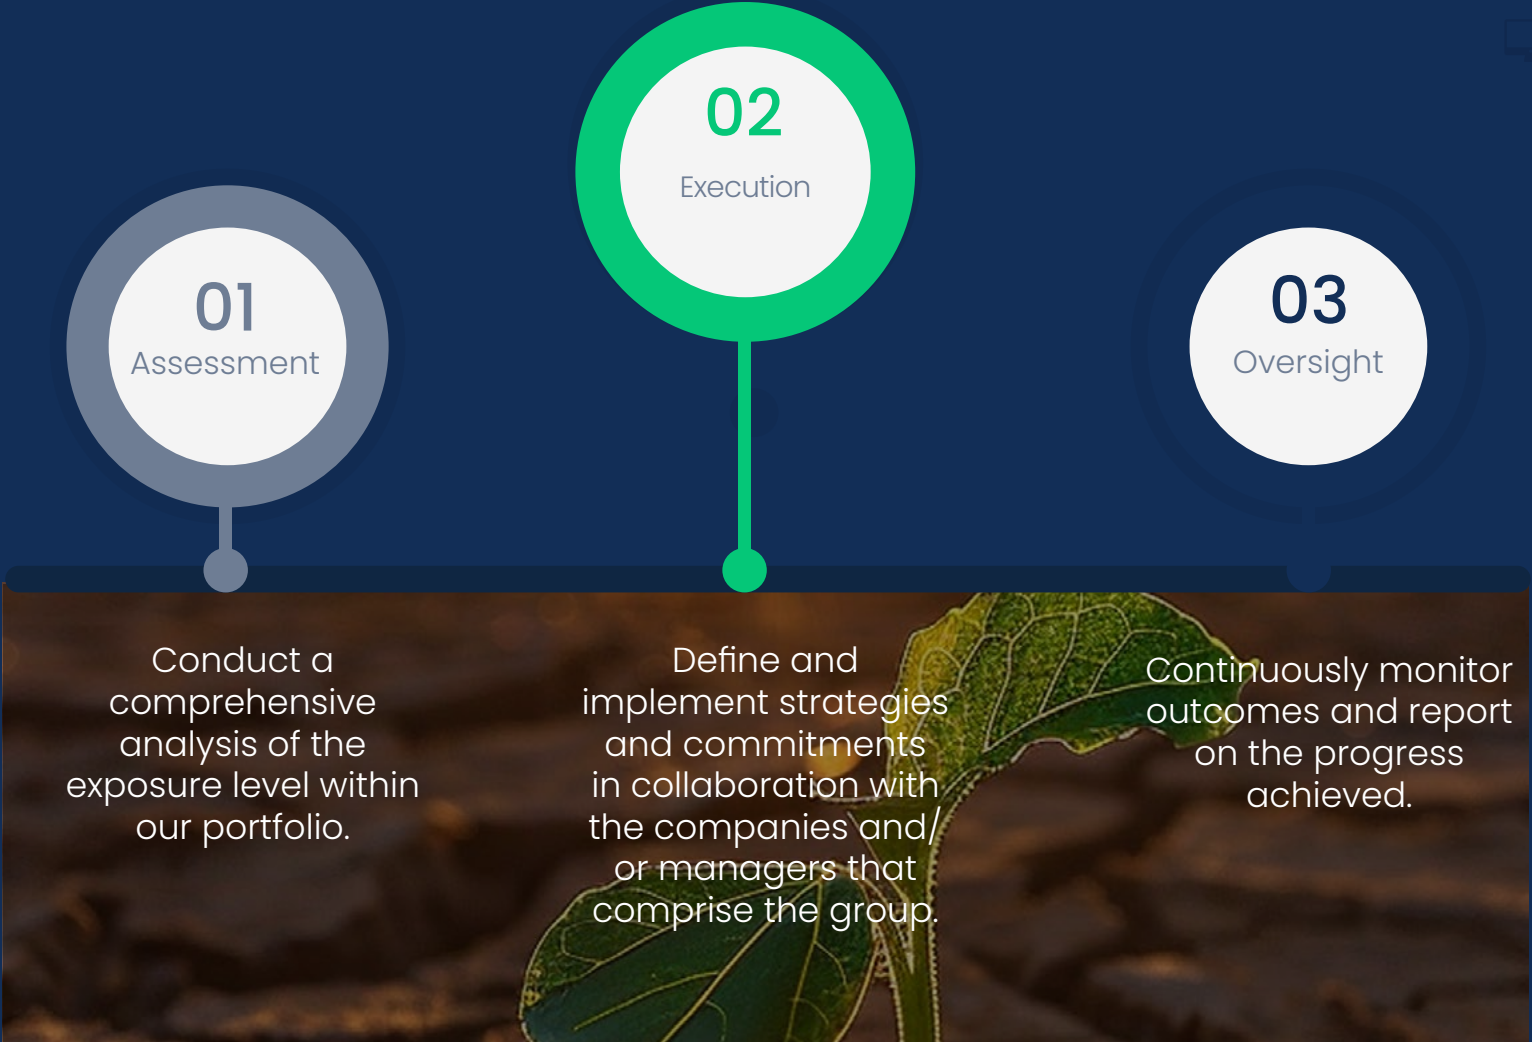 02
Execution
01
Assessment
03
Oversight
Conduct a
comprehensive
analysis of the
exposure level within
our portfolio.
Define and
implement strategies
and commitments
in collaboration with
the companies and/
or managers that
comprise the group.
Continuously monitor
outcomes and report
on the progress
achieved.